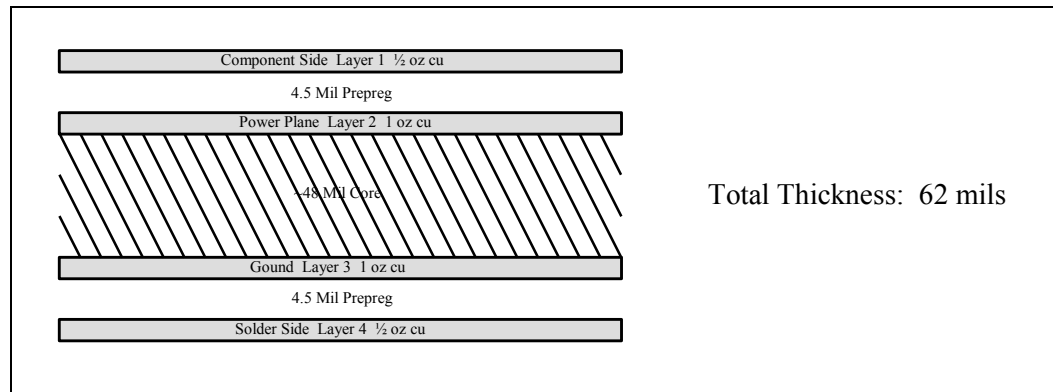 Component Side  Layer 1  ½ oz cu
4.5 Mil Prepreg
Power Plane  Layer 2  1 oz cu
~48 Mil Core
Total Thickness:  62 mils
Gound  Layer 3  1 oz cu
4.5 Mil Prepreg
Solder Side  Layer 4  ½ oz cu